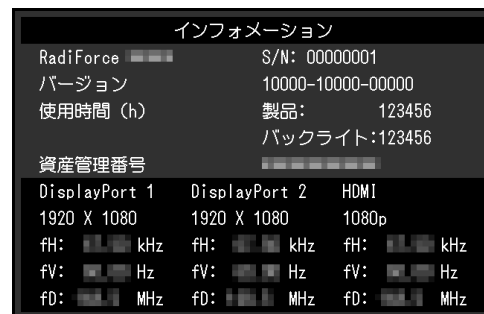 インフォメーション
RadiForce S/N: 00000001
バージョン 10000-10000-00000
使用時間 (h) 製品: 123456
バックライト:123456
資産管理番号
DisplayPort 1 DisplayPort 2 HDMI
1920 X 1080 1920 X 1080 1080p
fH: kHz fH: kHz fH: kHz
fV: Hz fV: Hz fV: Hz
fD: MHz fD: MHz fD: MHz